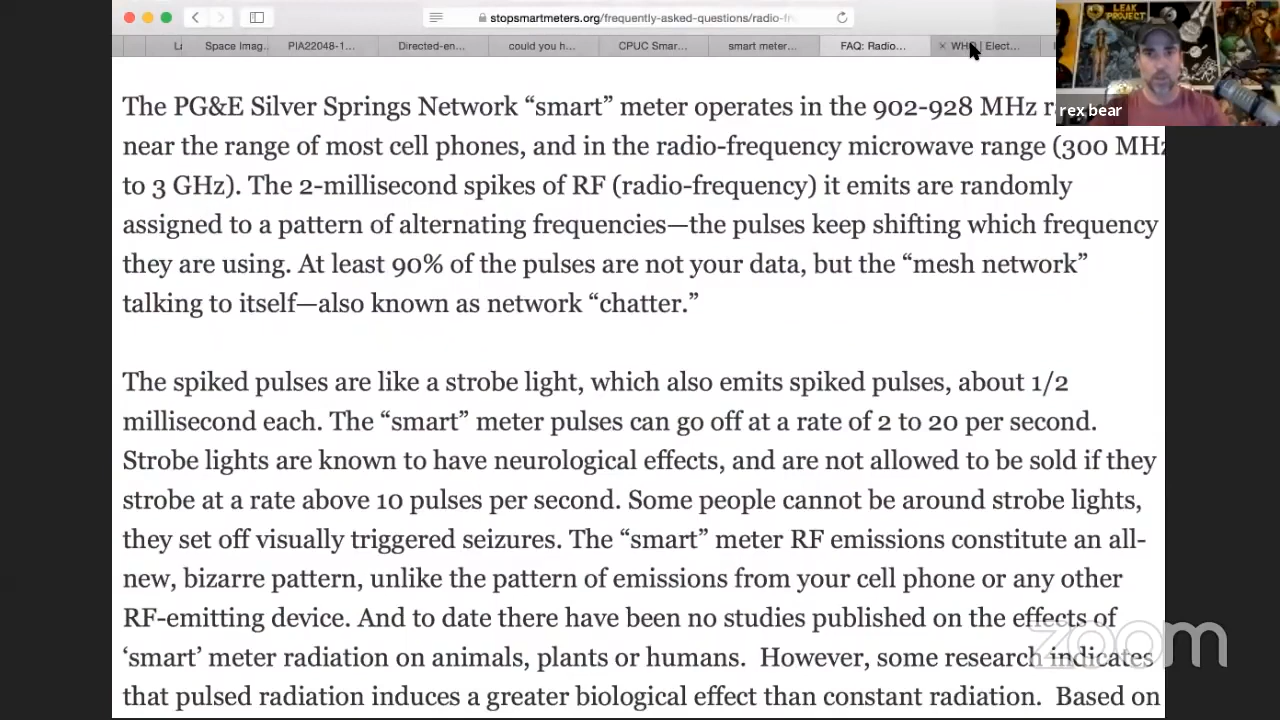 stopsmartmeters.org/frequently-asked-questions/radio-fr
Li
Space Imag...
PIA22048-1...
Directed-en...
could you h...
CPUC Smar...
smart meter...
FAQ: Radio...
WHO | Elect...
LEAK PROJECT
rex bear
The PG&E Silver Springs Network “smart” meter operates in the 902-928 MHz r
near the range of most cell phones, and in the radio-frequency microwave range (300 MHz
to 3 GHz). The 2-millisecond spikes of RF (radio-frequency) it emits are randomly
assigned to a pattern of alternating frequencies—the pulses keep shifting which frequency
they are using. At least 90% of the pulses are not your data, but the “mesh network”
talking to itself—also known as network “chatter.”
The spiked pulses are like a strobe light, which also emits spiked pulses, about 1/2
millisecond each. The “smart” meter pulses can go off at a rate of 2 to 20 per second.
Strobe lights are known to have neurological effects, and are not allowed to be sold if they
strobe at a rate above 10 pulses per second. Some people cannot be around strobe lights,
they set off visually triggered seizures. The “smart” meter RF emissions constitute an all-
new, bizarre pattern, unlike the pattern of emissions from your cell phone or any other
RF-emitting device. And to date there have been no studies published on the effects of
‘smart’ meter radiation on animals, plants or humans. However, some research indicates
that pulsed radiation induces a greater biological effect than constant radiation. Based on
zoom